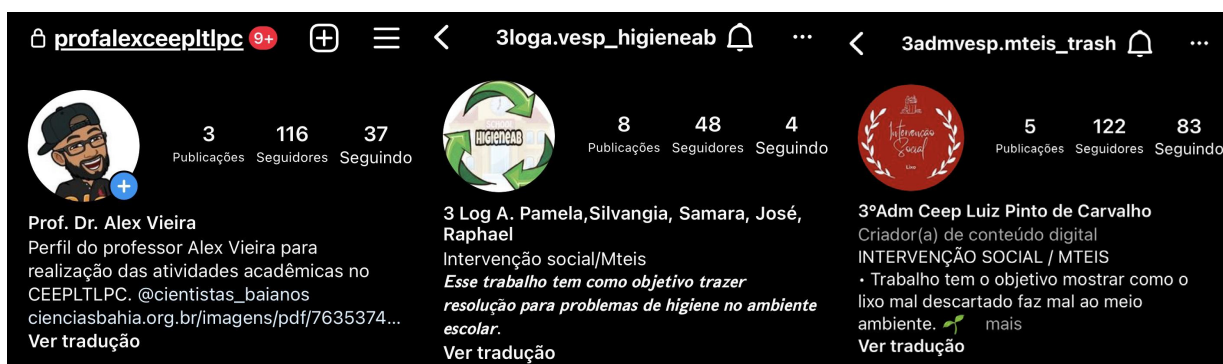 profalexceepltlpc 9+
3 116 37
Publicações Seguidores Seguindo
Prof. Dr. Alex Vieira
Perfil do professor Alex Vieira para
realização das atividades acadêmicas no
CEEPLTLPC. @cientistas_baianos
cienciasbahia.org.br/imagens/pdf/7635374...
Ver tradução
3loga.vesp_higieneab ...
HIGIENEAB
8 48 4
Publicações Seguidores Seguindo
3 Log A. Pamela,Silvangia, Samara, José,
Raphael
Intervenção social/Mteis
Esse trabalho tem como objetivo trazer
resolução para problemas de higiene no ambiente
escolar.
Ver tradução
3admvesp.mteis_trash ...
Intervenção
Social
Lixo
5 122 83
Publicações Seguidores Seguindo
3ºAdm Ceep Luiz Pinto de Carvalho
Criador(a) de conteúdo digital
INTERVENÇÃO SOCIAL / MTEIS
• Trabalho tem o objetivo mostrar como o
lixo mal descartado faz mal ao meio
ambiente. 🌱 mais
Ver tradução